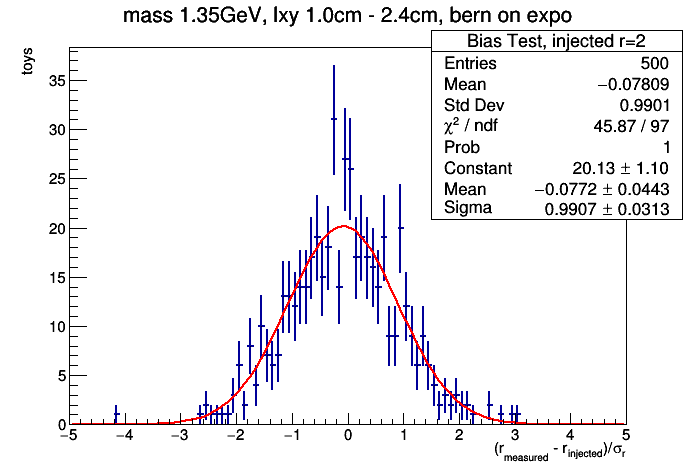 mass 1.35GeV, lxy 1.0cm - 2.4cm, bern on expo
Bias Test, injected r=2
Entries 500
Mean −0.07809
Std Dev 0.9901
χ² / ndf 45.87 / 97
Prob 1
Constant 20.13 ± 1.10
Mean −0.0772 ± 0.0443
Sigma 0.9907 ± 0.0313
toys
35
30
25
20
15
10
5
0
−5 −4 −3 −2 −1 0 1 2 3 4 5
(r_measured - r_injected)/σ_r